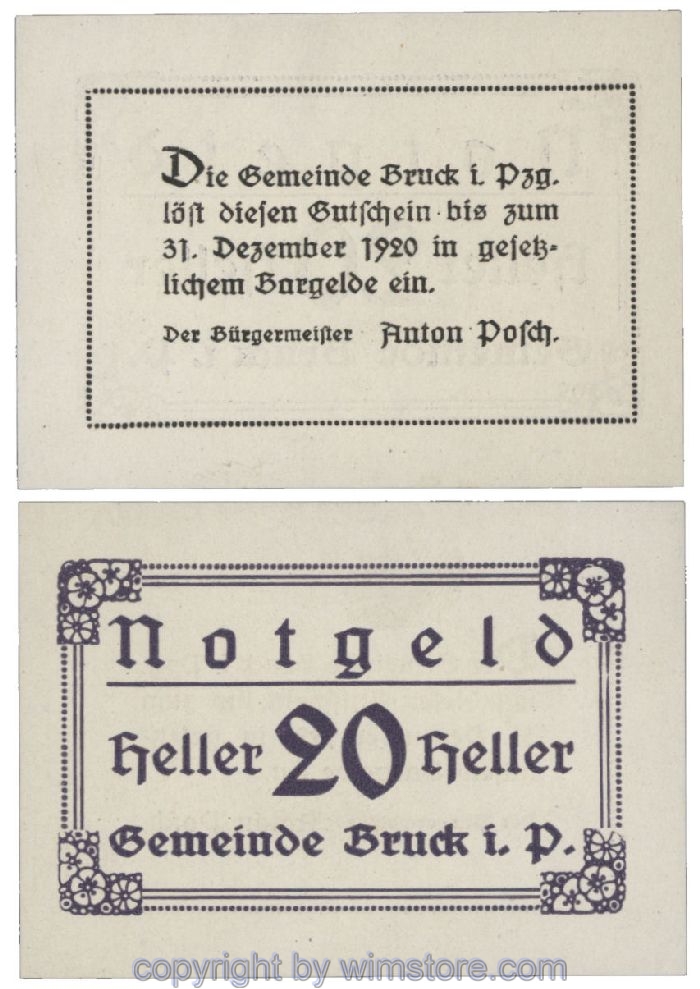 Die Gemeinde Bruck i. Pzg.
löst diesen Gutschein bis zum
31. Dezember 1920 in gesetz-
lichem Bargelde ein.
Der Bürgermeister Anton Posch.
Notgeld
Heller 20 Heller
Gemeinde Bruck i. P.
copyright by wimstore.com